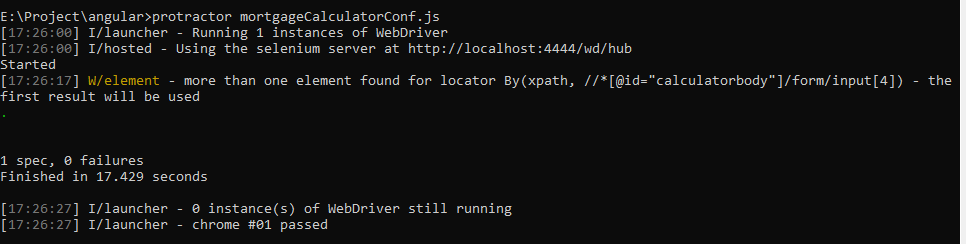 E:\Project\angular>protractor mortgageCalculatorConf.js
[17:26:00] I/launcher - Running 1 instances of WebDriver
[17:26:00] I/hosted - Using the selenium server at http://localhost:4444/wd/hub
Started
[17:26:17] W/element - more than one element found for locator By(xpath, //*[@id="calculatorbody"]/form/input[4]) - the
first result will be used
.
1 spec, 0 failures
Finished in 17.429 seconds
[17:26:27] I/launcher - 0 instance(s) of WebDriver still running
[17:26:27] I/launcher - chrome #01 passed